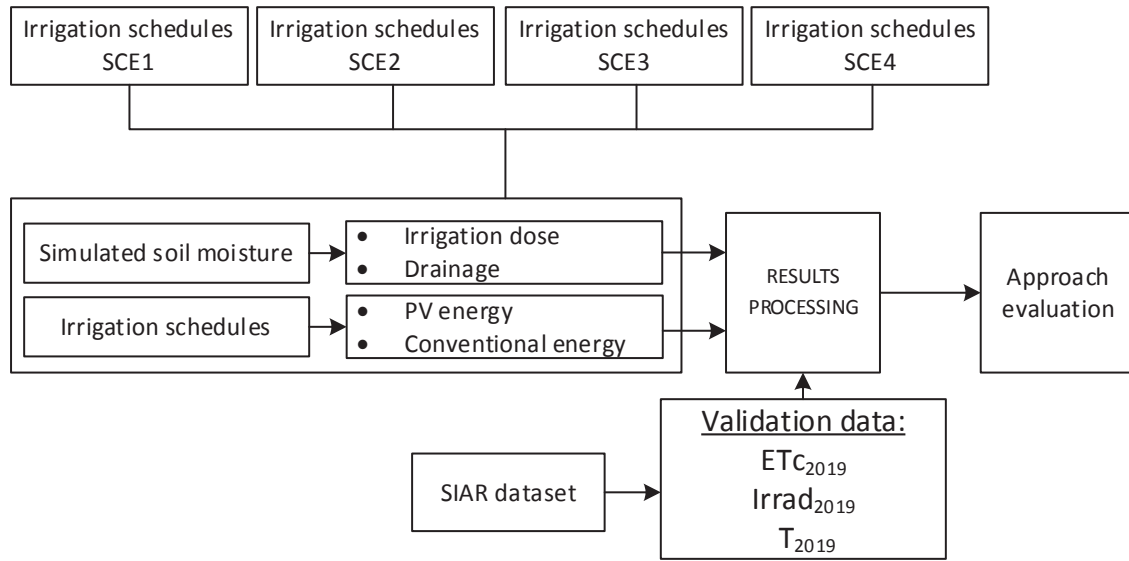 Irrigation schedules
SCE1
Irrigation schedules
SCE2
Irrigation schedules
SCE3
Irrigation schedules
SCE4
Simulated soil moisture
• Irrigation dose
• Drainage
Irrigation schedules
• PV energy
• Conventional energy
RESULTS
PROCESSING
Approach
evaluation
SIAR dataset
Validation data:
ETc₂₀₁₉
Irrad₂₀₁₉
T₂₀₁₉